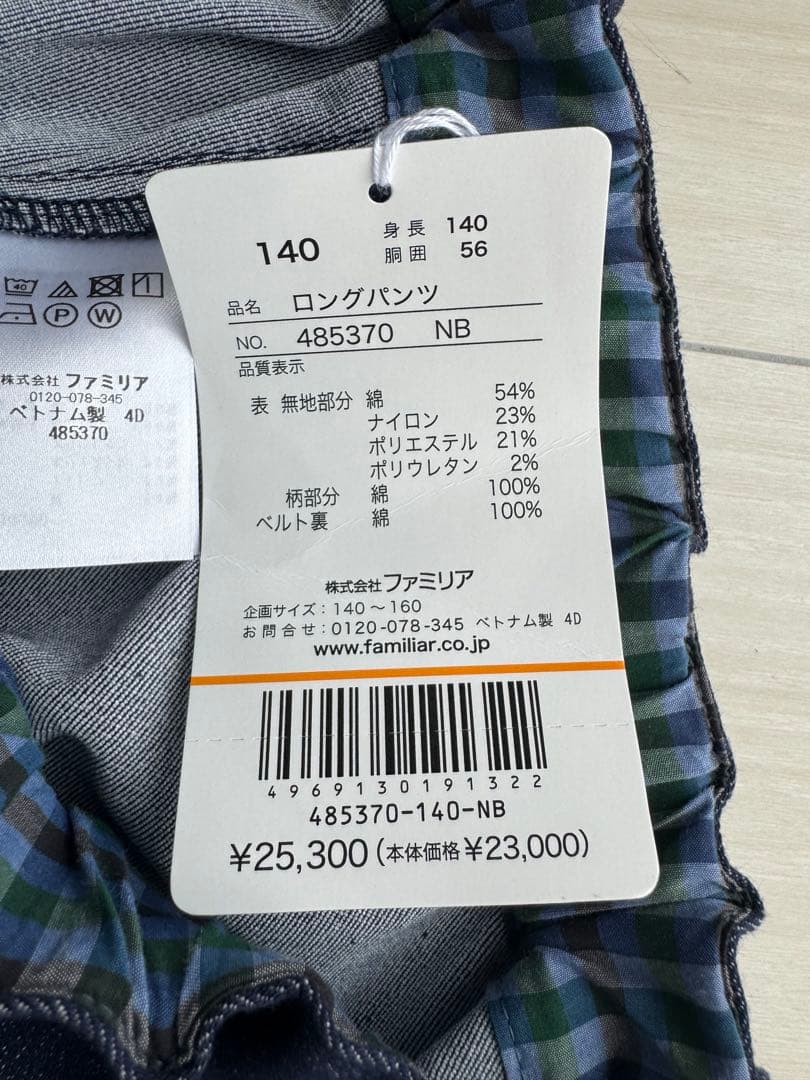 140
身長 140
胴囲 56
品名 ロングパンツ
NO. 485370 NB
品質表示
表 無地部分 綿 54%
ナイロン 23%
ポリエステル 21%
ポリウレタン 2%
柄部分 綿 100%
ベルト裏 綿 100%
株式会社 ファミリア
企画サイズ：140～160
お問合せ：0120-078-345 ベトナム製 4D
www.familiar.co.jp
4969130191322
485370-140-NB
¥25,300(本体価格¥23,000)
40
P W
株式会社 ファミリア
0120-078-345
ベトナム製 4D
485370